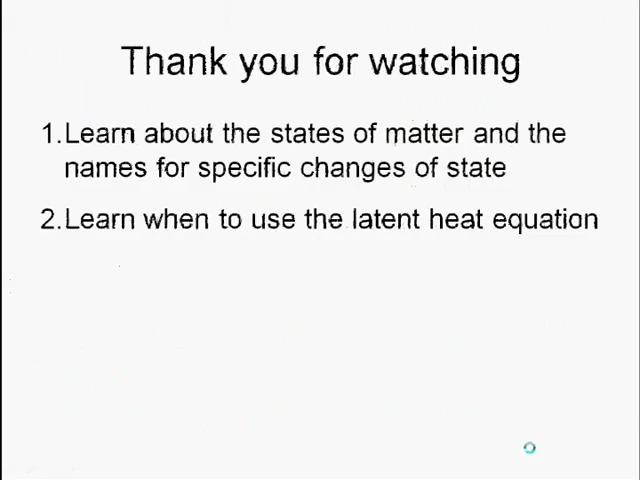 Thank you for watching
1.Learn about the states of matter and the
names for specific changes of state
2.Learn when to use the latent heat equation